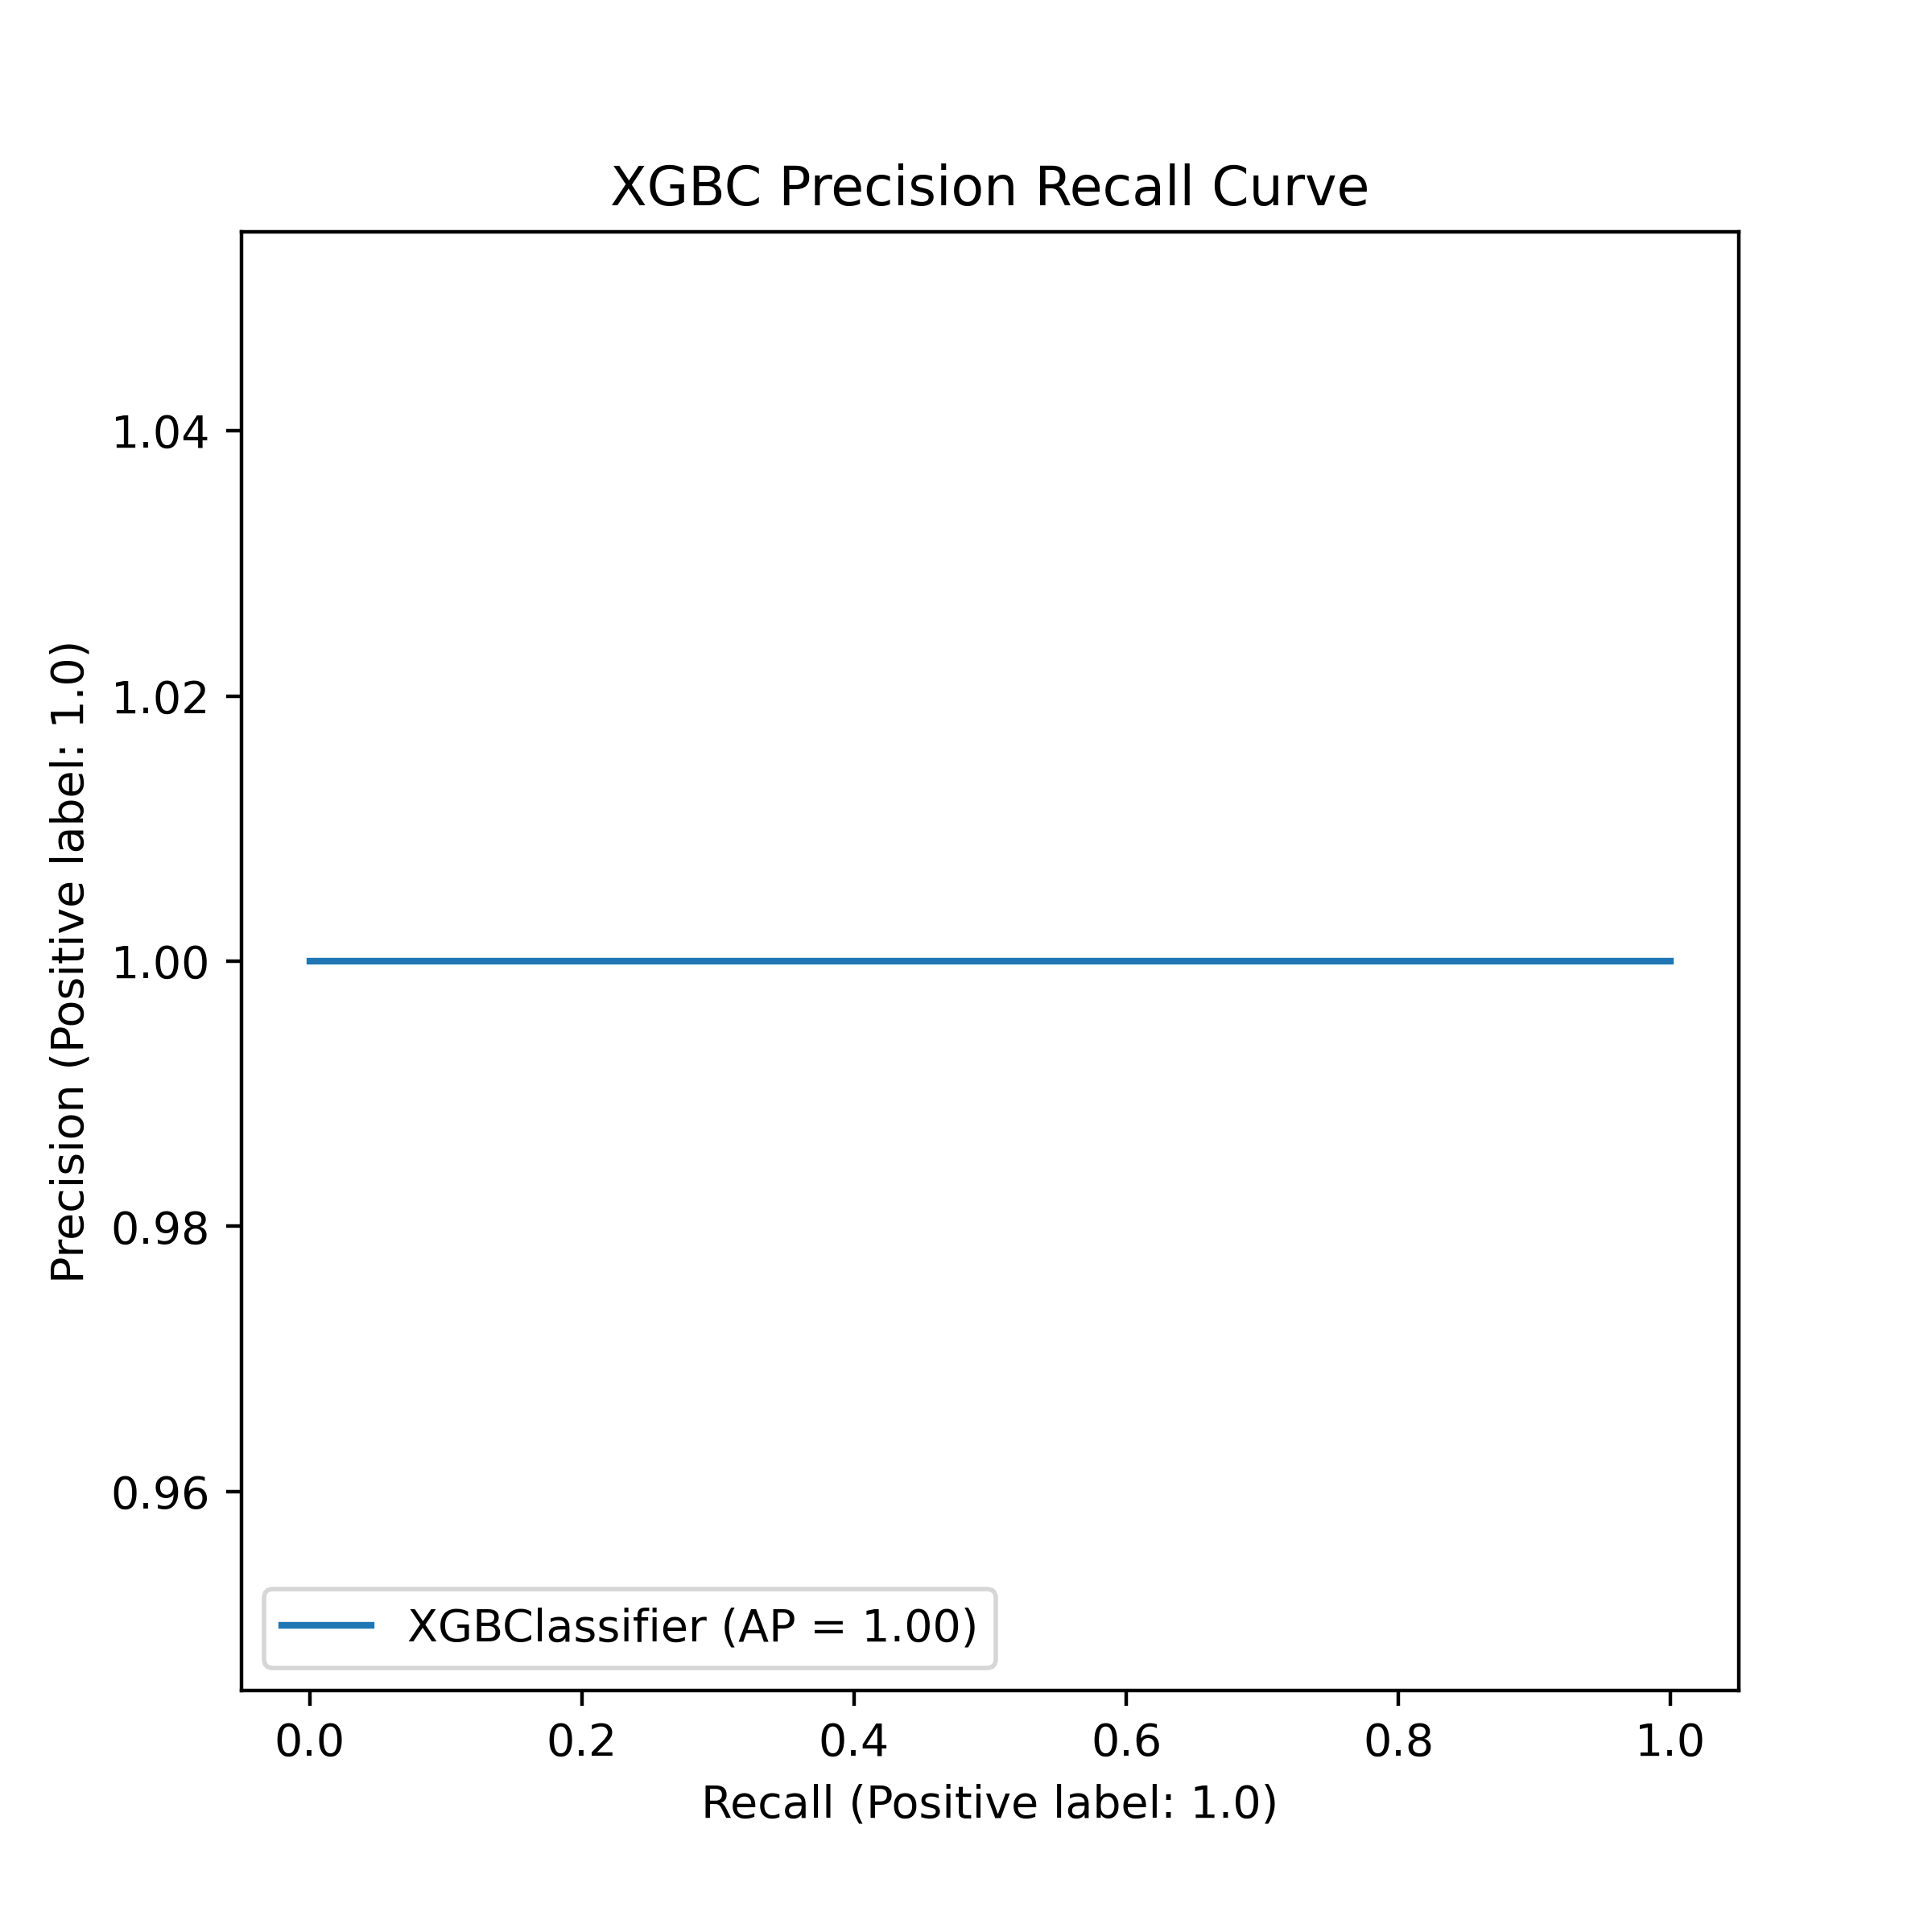 XGBC Precision Recall Curve
Precision (Positive label: 1.0)
1.04
1.02
1.00
0.98
0.96
XGBClassifier (AP = 1.00)
0.0 0.2 0.4 0.6 0.8 1.0
Recall (Positive label: 1.0)